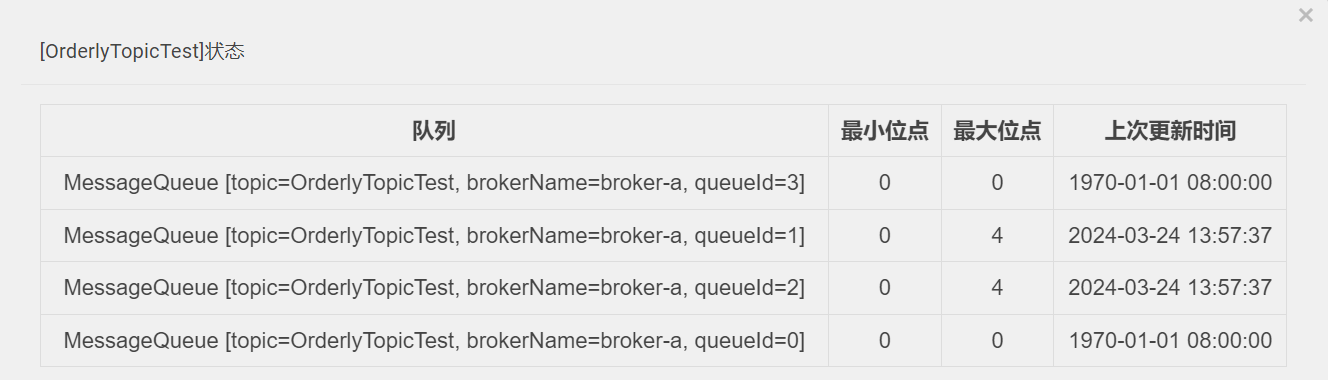 ×
[OrderlyTopicTest]状态
队列 最小位点 最大位点 上次更新时间
MessageQueue [topic=OrderlyTopicTest, brokerName=broker-a, queueId=3] 0 0 1970-01-01 08:00:00
MessageQueue [topic=OrderlyTopicTest, brokerName=broker-a, queueId=1] 0 4 2024-03-24 13:57:37
MessageQueue [topic=OrderlyTopicTest, brokerName=broker-a, queueId=2] 0 4 2024-03-24 13:57:37
MessageQueue [topic=OrderlyTopicTest, brokerName=broker-a, queueId=0] 0 0 1970-01-01 08:00:00